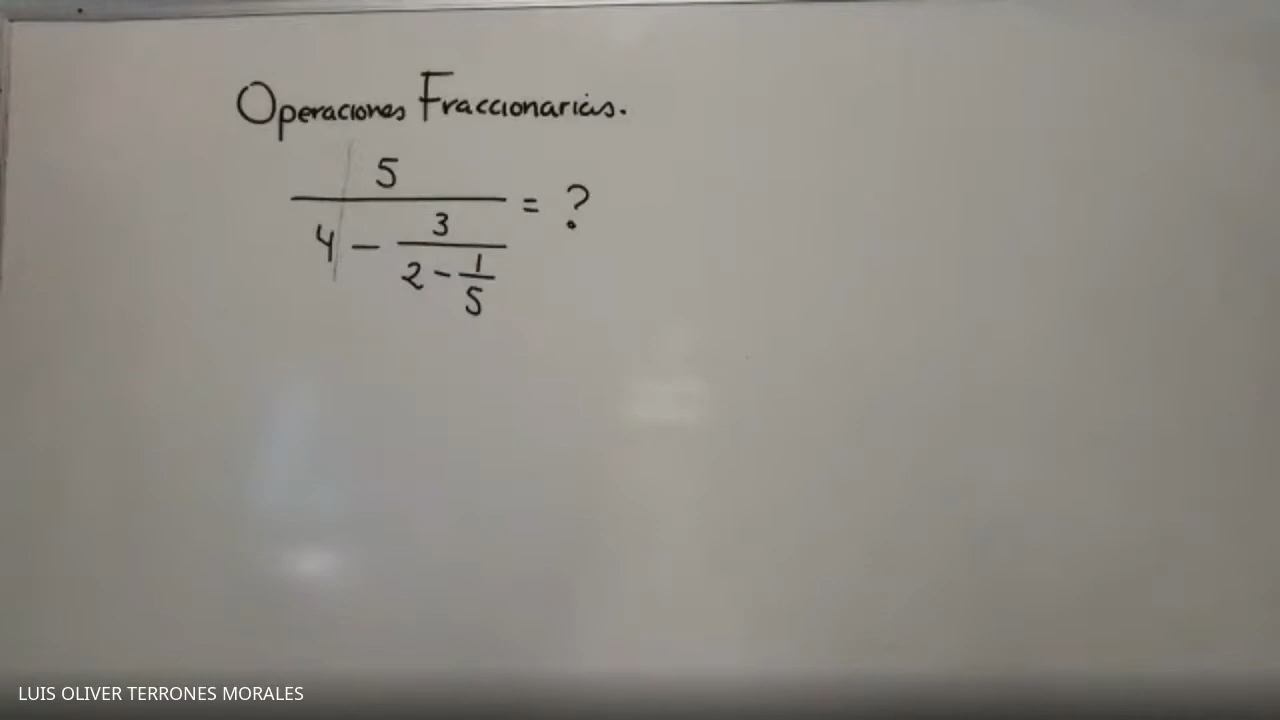 Operaciones Fraccionarias.
5
4 - 3 = ?
2 - 1
5
LUIS OLIVER TERRONES MORALES